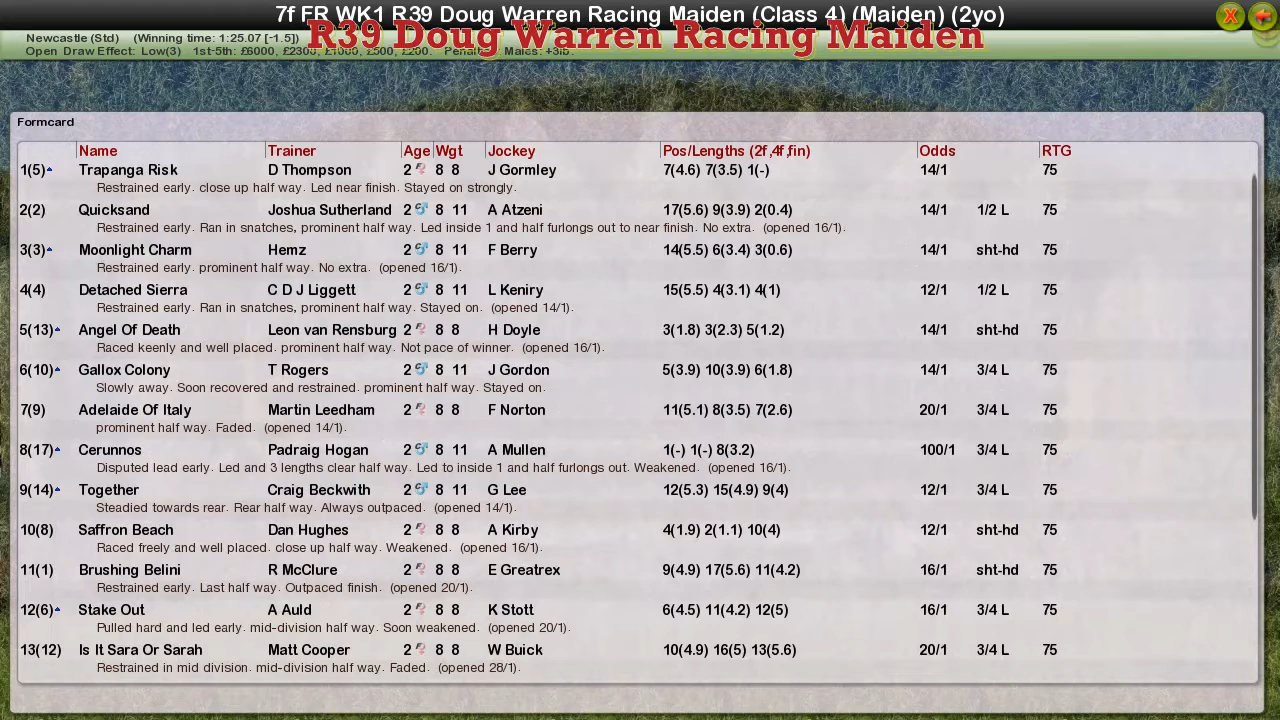 7f FR WK1 R39 Doug Warren Racing Maiden (Class 4) (Maiden) (2yo)
R39 Doug Warren Racing Maiden
Newcastle (Std) (Winning time: 1:25.07 [-1.5])
Open Draw Effect: Low(3) 1st-5th: £6000, £2300, £1000, £500, £200. Penalt Males: +3lb.
Formcard
Name Trainer Age Wgt Jockey Pos/Lengths (2f,4f,fin) Odds RTG
1(5) Trapanga Risk D Thompson 2 8 8 J Gormley 7(4.6) 7(3.5) 1(-) 14/1 75
Restrained early. close up half way. Led near finish. Stayed on strongly.
2(2) Quicksand Joshua Sutherland 2 8 11 A Atzeni 17(5.6) 9(3.9) 2(0.4) 14/1 1/2 L 75
Restrained early. Ran in snatches, prominent half way. Led inside 1 and half furlongs out to near finish. No extra. (opened 16/1).
3(3) Moonlight Charm Hemz 2 8 11 F Berry 14(5.5) 6(3.4) 3(0.6) 14/1 sht-hd 75
Restrained early. prominent half way. No extra. (opened 16/1).
4(4) Detached Sierra C D J Liggett 2 8 11 L Keniry 15(5.5) 4(3.1) 4(1) 12/1 1/2 L 75
Restrained early. Ran in snatches, prominent half way. Stayed on. (opened 14/1).
5(13) Angel Of Death Leon van Rensburg 2 8 8 H Doyle 3(1.8) 3(2.3) 5(1.2) 14/1 sht-hd 75
Raced keenly and well placed. prominent half way. Not pace of winner. (opened 16/1).
6(10) Gallox Colony T Rogers 2 8 11 J Gordon 5(3.9) 10(3.9) 6(1.8) 14/1 3/4 L 75
Slowly away. Soon recovered and restrained. prominent half way. Stayed on.
7(9) Adelaide Of Italy Martin Leedham 2 8 8 F Norton 11(5.1) 8(3.5) 7(2.6) 20/1 3/4 L 75
prominent half way. Faded. (opened 14/1).
8(17) Cerunnos Padraig Hogan 2 8 11 A Mullen 1(-) 1(-) 8(3.2) 100/1 3/4 L 75
Disputed lead early. Led and 3 lengths clear half way. Led to inside 1 and half furlongs out. Weakened. (opened 16/1).
9(14) Together Craig Beckwith 2 8 11 G Lee 12(5.3) 15(4.9) 9(4) 12/1 3/4 L 75
Steadied towards rear. Rear half way. Always outpaced. (opened 14/1).
10(8) Saffron Beach Dan Hughes 2 8 8 A Kirby 4(1.9) 2(1.1) 10(4) 12/1 sht-hd 75
Raced freely and well placed. close up half way. Weakened. (opened 16/1).
11(1) Brushing Belini R McClure 2 8 8 E Greatrex 9(4.9) 17(5.6) 11(4.2) 16/1 sht-hd 75
Restrained early. Last half way. Outpaced finish. (opened 20/1).
12(6) Stake Out A Auld 2 8 8 K Stott 6(4.5) 11(4.2) 12(5) 16/1 3/4 L 75
Pulled hard and led early. mid-division half way. Soon weakened. (opened 20/1).
13(12) Is It Sara Or Sarah Matt Cooper 2 8 8 W Buick 10(4.9) 16(5) 13(5.6) 20/1 3/4 L 75
Restrained in mid division. mid-division half way. Faded. (opened 28/1).